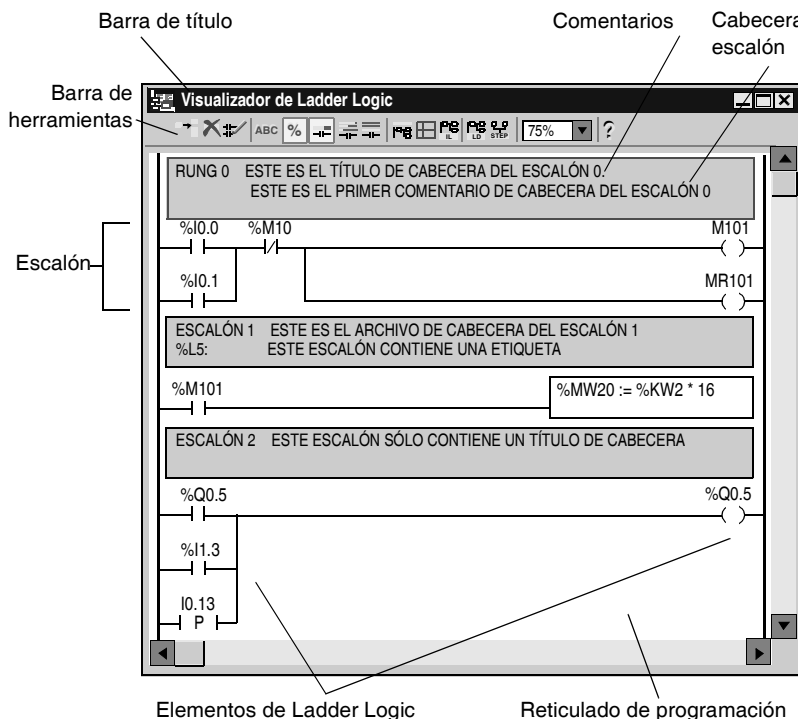 Barra de título
Comentarios
Cabecera
escalón
Barra de
herramientas
Visualizador de Ladder Logic
ABC % IL LD STEP 75% ?
RUNG 0 ESTE ES EL TÍTULO DE CABECERA DEL ESCALÓN 0.
ESTE ES EL PRIMER COMENTARIO DE CABECERA DEL ESCALÓN 0
%I0.0 %M10 M101
Escalón
%I0.1 MR101
ESCALÓN 1 ESTE ES EL ARCHIVO DE CABECERA DEL ESCALÓN 1
%L5: ESTE ESCALÓN CONTIENE UNA ETIQUETA
%M101 %MW20 := %KW2 * 16
ESCALÓN 2 ESTE ESCALÓN SÓLO CONTIENE UN TÍTULO DE CABECERA
%Q0.5 %Q0.5
%I1.3
I0.13
P
Elementos de Ladder Logic
Reticulado de programación